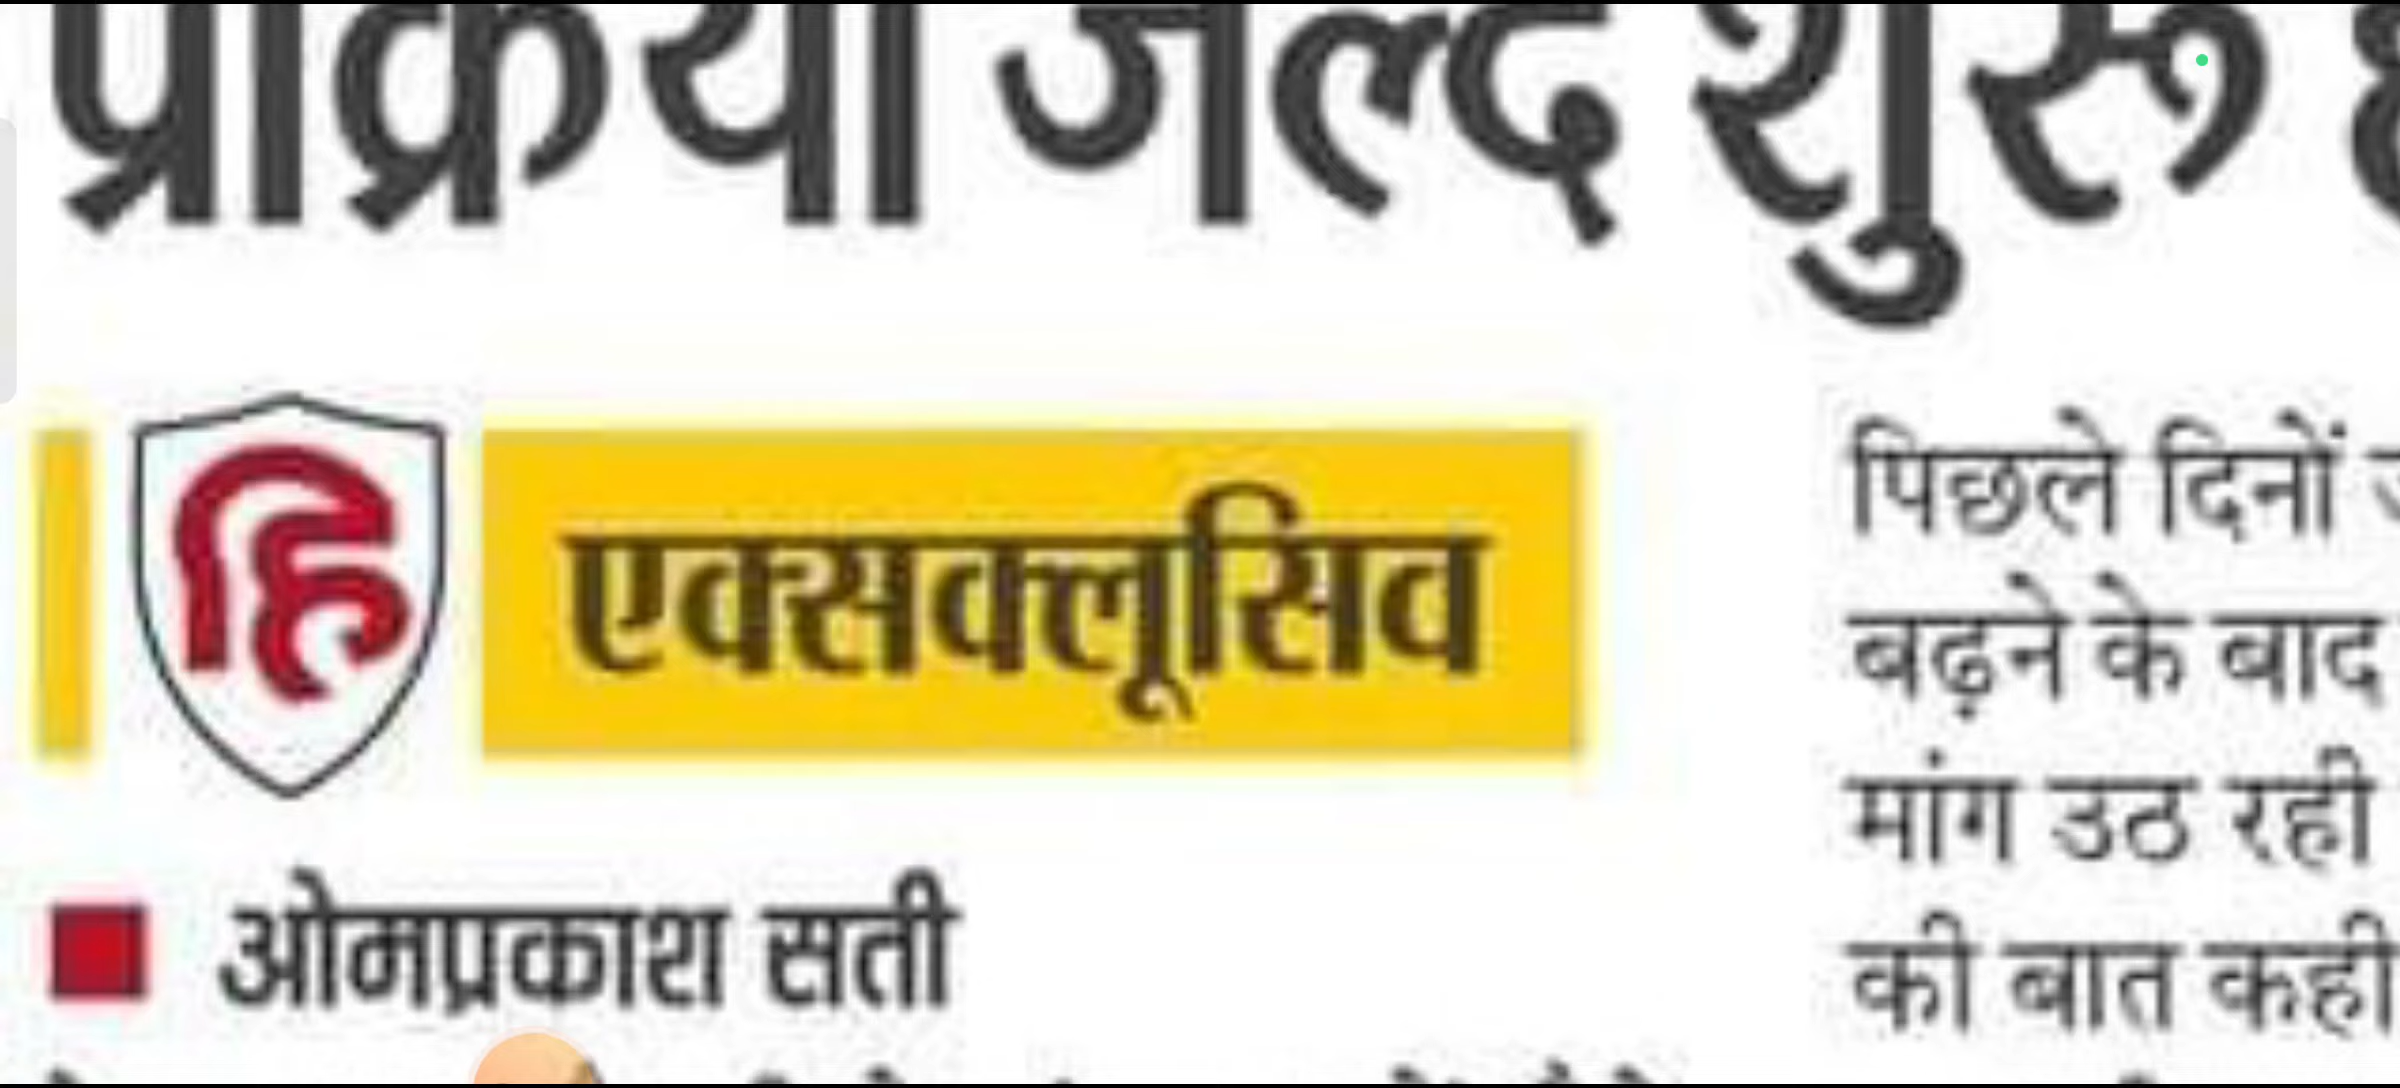 प्रक्रिया जल्द शुरू
हि
एक्सक्लूसिव
ओमप्रकाश सती
पिछले दिनों
बढ़ने के बाद
मांग उठ रही
की बात कही